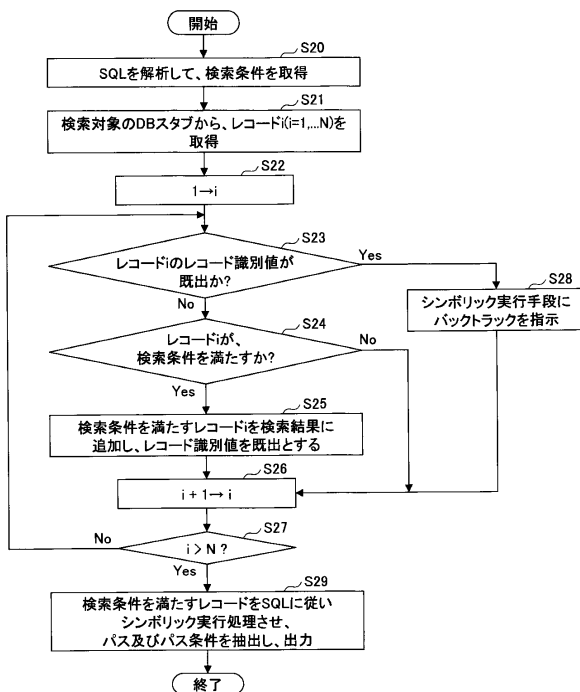 開始
S20
SQLを解析して、検索条件を取得
S21
検索対象のDBスタブから、レコードi(i=1,...N)を
取得
S22
1→i
S23
レコードiのレコード識別値が
既出か?
Yes
No
S28
シンボリック実行手段に
バックトラックを指示
S24
レコードiが、
検索条件を満たすか?
No
Yes
S25
検索条件を満たすレコードiを検索結果に
追加し、レコード識別値を既出とする
S26
i + 1→ i
S27
i > N ?
No
Yes
S29
検索条件を満たすレコードをSQLに従い
シンボリック実行処理させ、
パス及びパス条件を抽出し、出力
終了